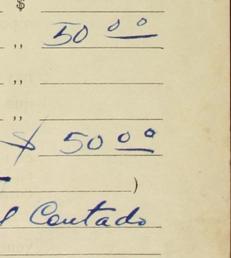 $
,, 50 00
,,
,,
$ 50 00
)
l Contado